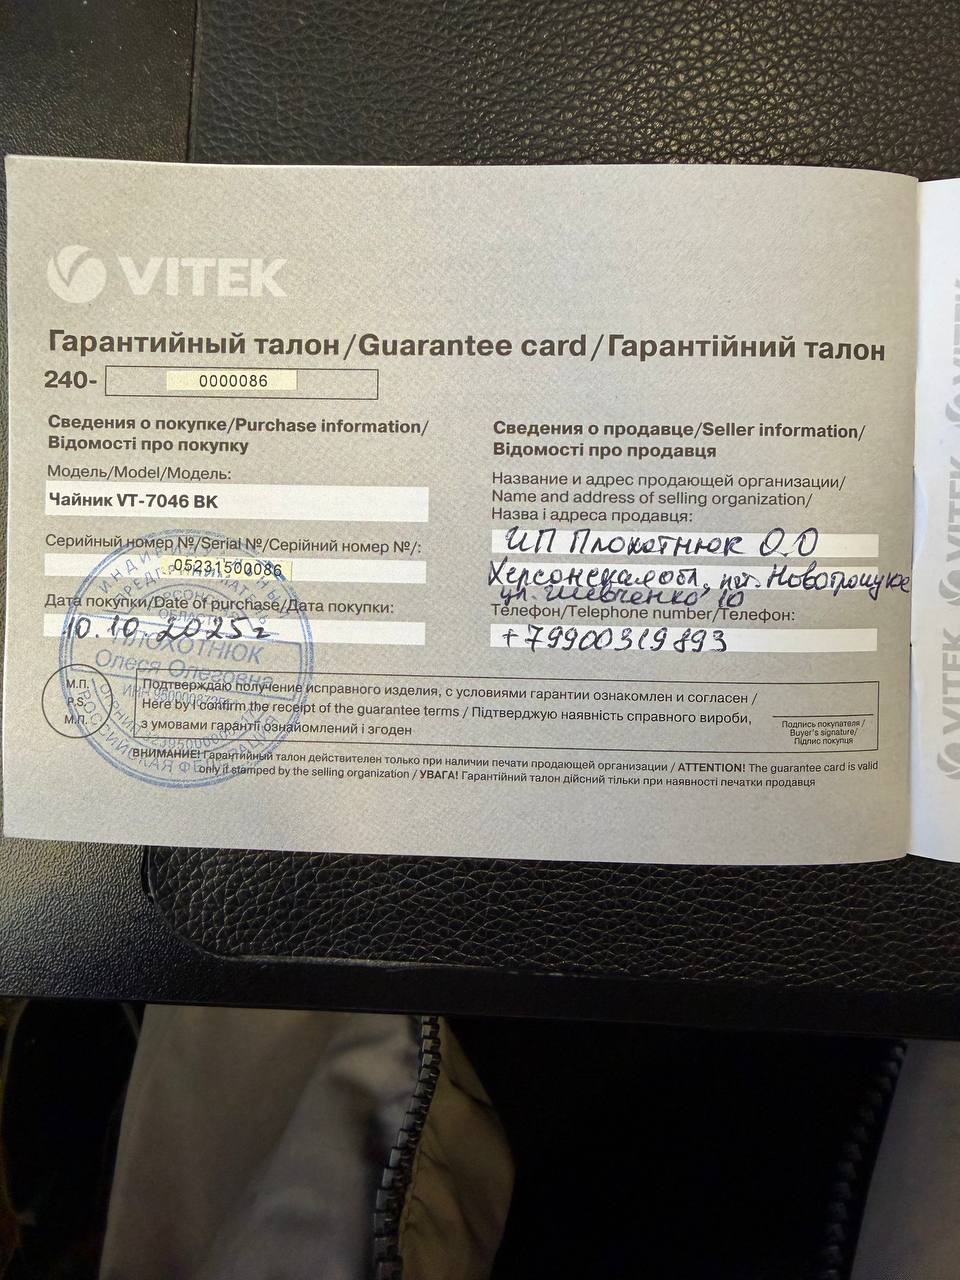 VITEK
Гарантийный талон/Guarantee card/Гарантійний талон
240- 0000086
Сведения о покупке/Purchase information/
Відомості про покупку
Модель/Model/Модель:
Чайник VT-7046 BK
Серийный номер №/Serial №/Серійний номер №/:
05231500086
Дата покупки/Date of purchase/Дата покупки:
10.10.2025г
Сведения о продавце/Seller information/
Відомості про продавця
Название и адрес продающей организации/
Name and address of selling organization/
Назва і адреса продавця:
ИП Плохотнюк О.О
Херсонская обл, пгт. Новотроицкое
ул. Шевченко 10
Телефон/Telephone number/Телефон:
+79900319893
ПЛОХОТНЮК
Олеся Олеговна
РОССИЙСКАЯ ФЕДЕРАЦИЯ
М.П.
P.S.
М.П.
Подтверждаю получение исправного изделия, с условиями гарантии ознакомлен и согласен /
Here by I confirm the receipt of the guarantee terms / Підтверджую наявність справного вироби,
з умовами гарантії ознайомлений і згоден
Подпись покупателя /
Buyer's signature/
Підпис покупця
ВНИМАНИЕ! Гарантийный талон действителен только при наличии печати продающей организации / ATTENTION! The guarantee card is valid
only if stamped by the selling organization / УВАГА! Гарантійний талон дійсний тільки при наявності печатки продавця
VITEK
VITEK